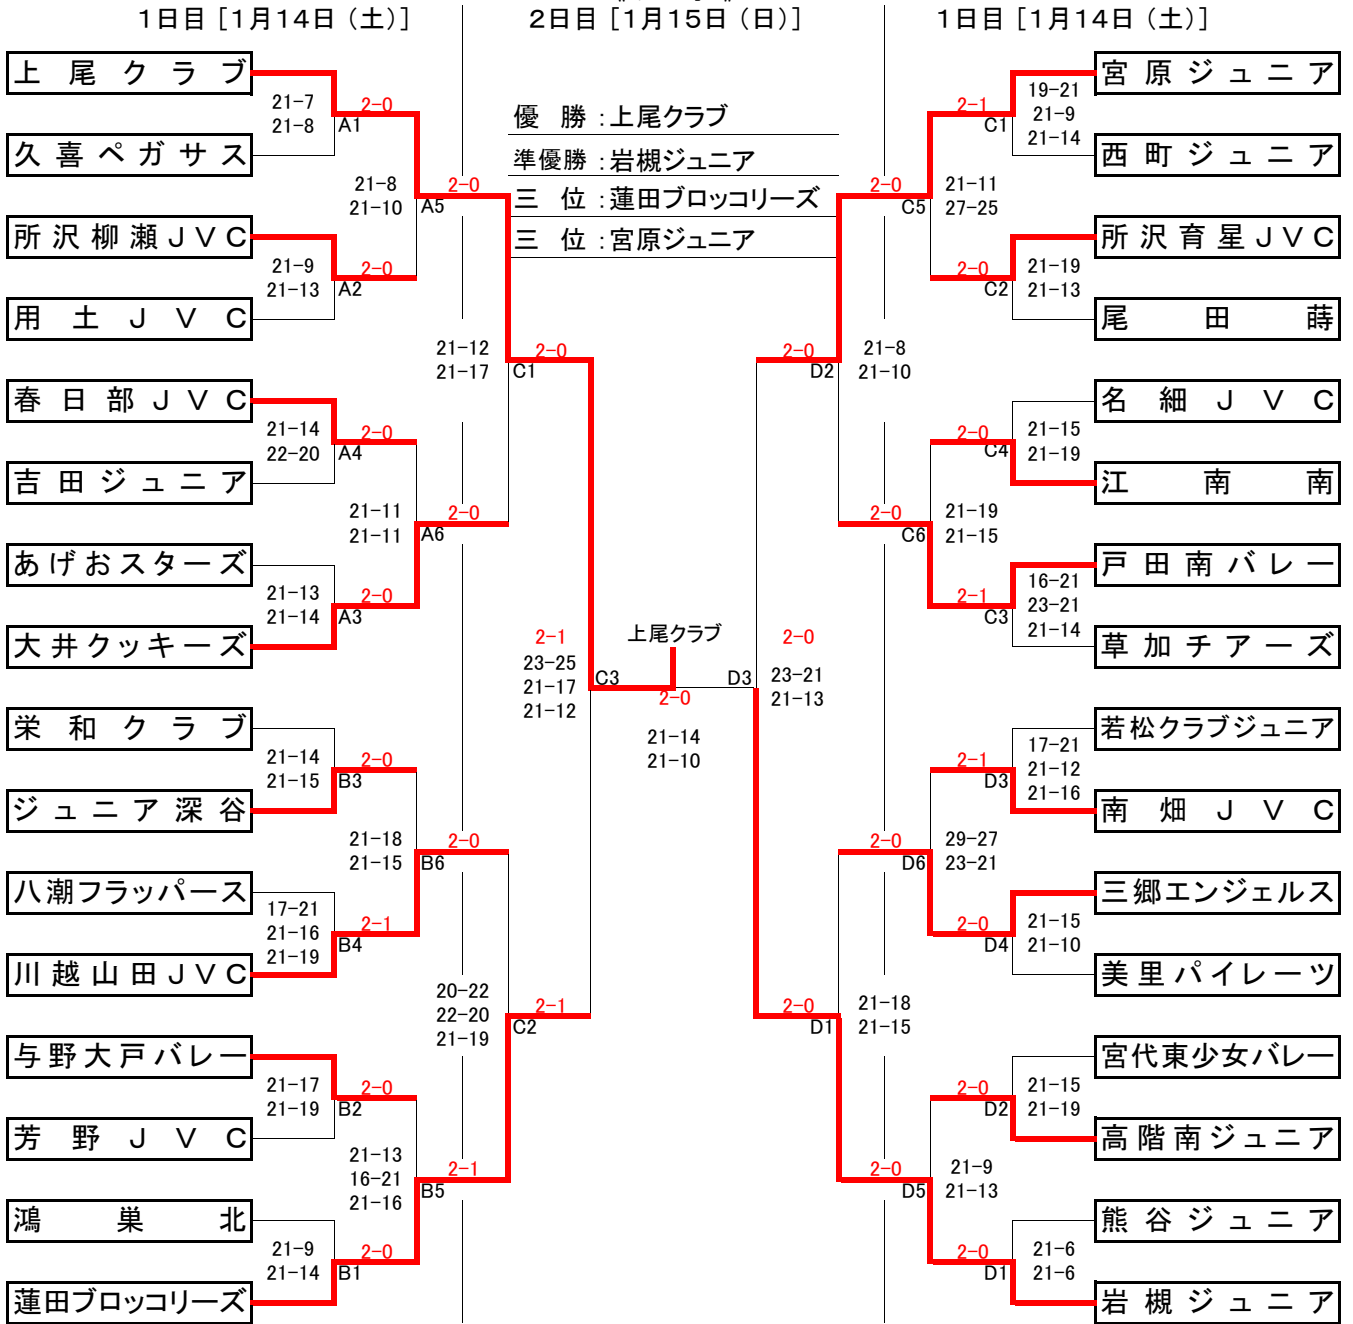 1日目 [1月14日（土）]
2日目 [1月15日（日）]
1日目 [1月14日（土）]
優　勝：上尾クラブ
準優勝：岩槻ジュニア
三　位：蓮田ブロッコリーズ
三　位：宮原ジュニア
上尾クラブ
21-7
21-8
2-0
A1
久喜ペガサス
21-8
21-10
2-0
A5
所沢柳瀬JVC
21-9
21-13
2-0
A2
用土JVC
21-12
21-17
2-0
C1
春日部JVC
21-14
22-20
2-0
A4
吉田ジュニア
21-11
21-11
2-0
A6
あげおスターズ
21-13
21-14
2-0
A3
大井クッキーズ
2-1
23-25
21-17
21-12
C3
上尾クラブ
2-0
21-14
21-10
D3
2-0
23-21
21-13
栄和クラブ
21-14
21-15
2-0
B3
ジュニア深谷
21-18
21-15
2-0
B6
八潮フラッパース
17-21
21-16
21-19
2-1
B4
川越山田JVC
20-22
22-20
21-19
2-1
C2
与野大戸バレー
21-17
21-19
2-0
B2
芳野JVC
21-13
16-21
21-16
2-1
B5
鴻巣北
21-9
21-14
2-0
B1
蓮田ブロッコリーズ
宮原ジュニア
2-1
C1
19-21
21-9
21-14
西町ジュニア
2-0
C5
21-11
27-25
所沢育星JVC
2-0
C2
21-19
21-13
尾田蒔
2-0
D2
21-8
21-10
名細JVC
2-0
C4
21-15
21-19
江南南
2-0
C6
21-19
21-15
戸田南バレー
2-1
C3
16-21
23-21
21-14
草加チアーズ
若松クラブジュニア
2-1
D3
17-21
21-12
21-16
南畑JVC
2-0
D6
29-27
23-21
三郷エンジェルス
2-0
D4
21-15
21-10
美里パイレーツ
2-0
D1
21-18
21-15
宮代東少女バレー
2-0
D2
21-15
21-19
高階南ジュニア
2-0
D5
21-9
21-13
熊谷ジュニア
2-0
D1
21-6
21-6
岩槻ジュニア